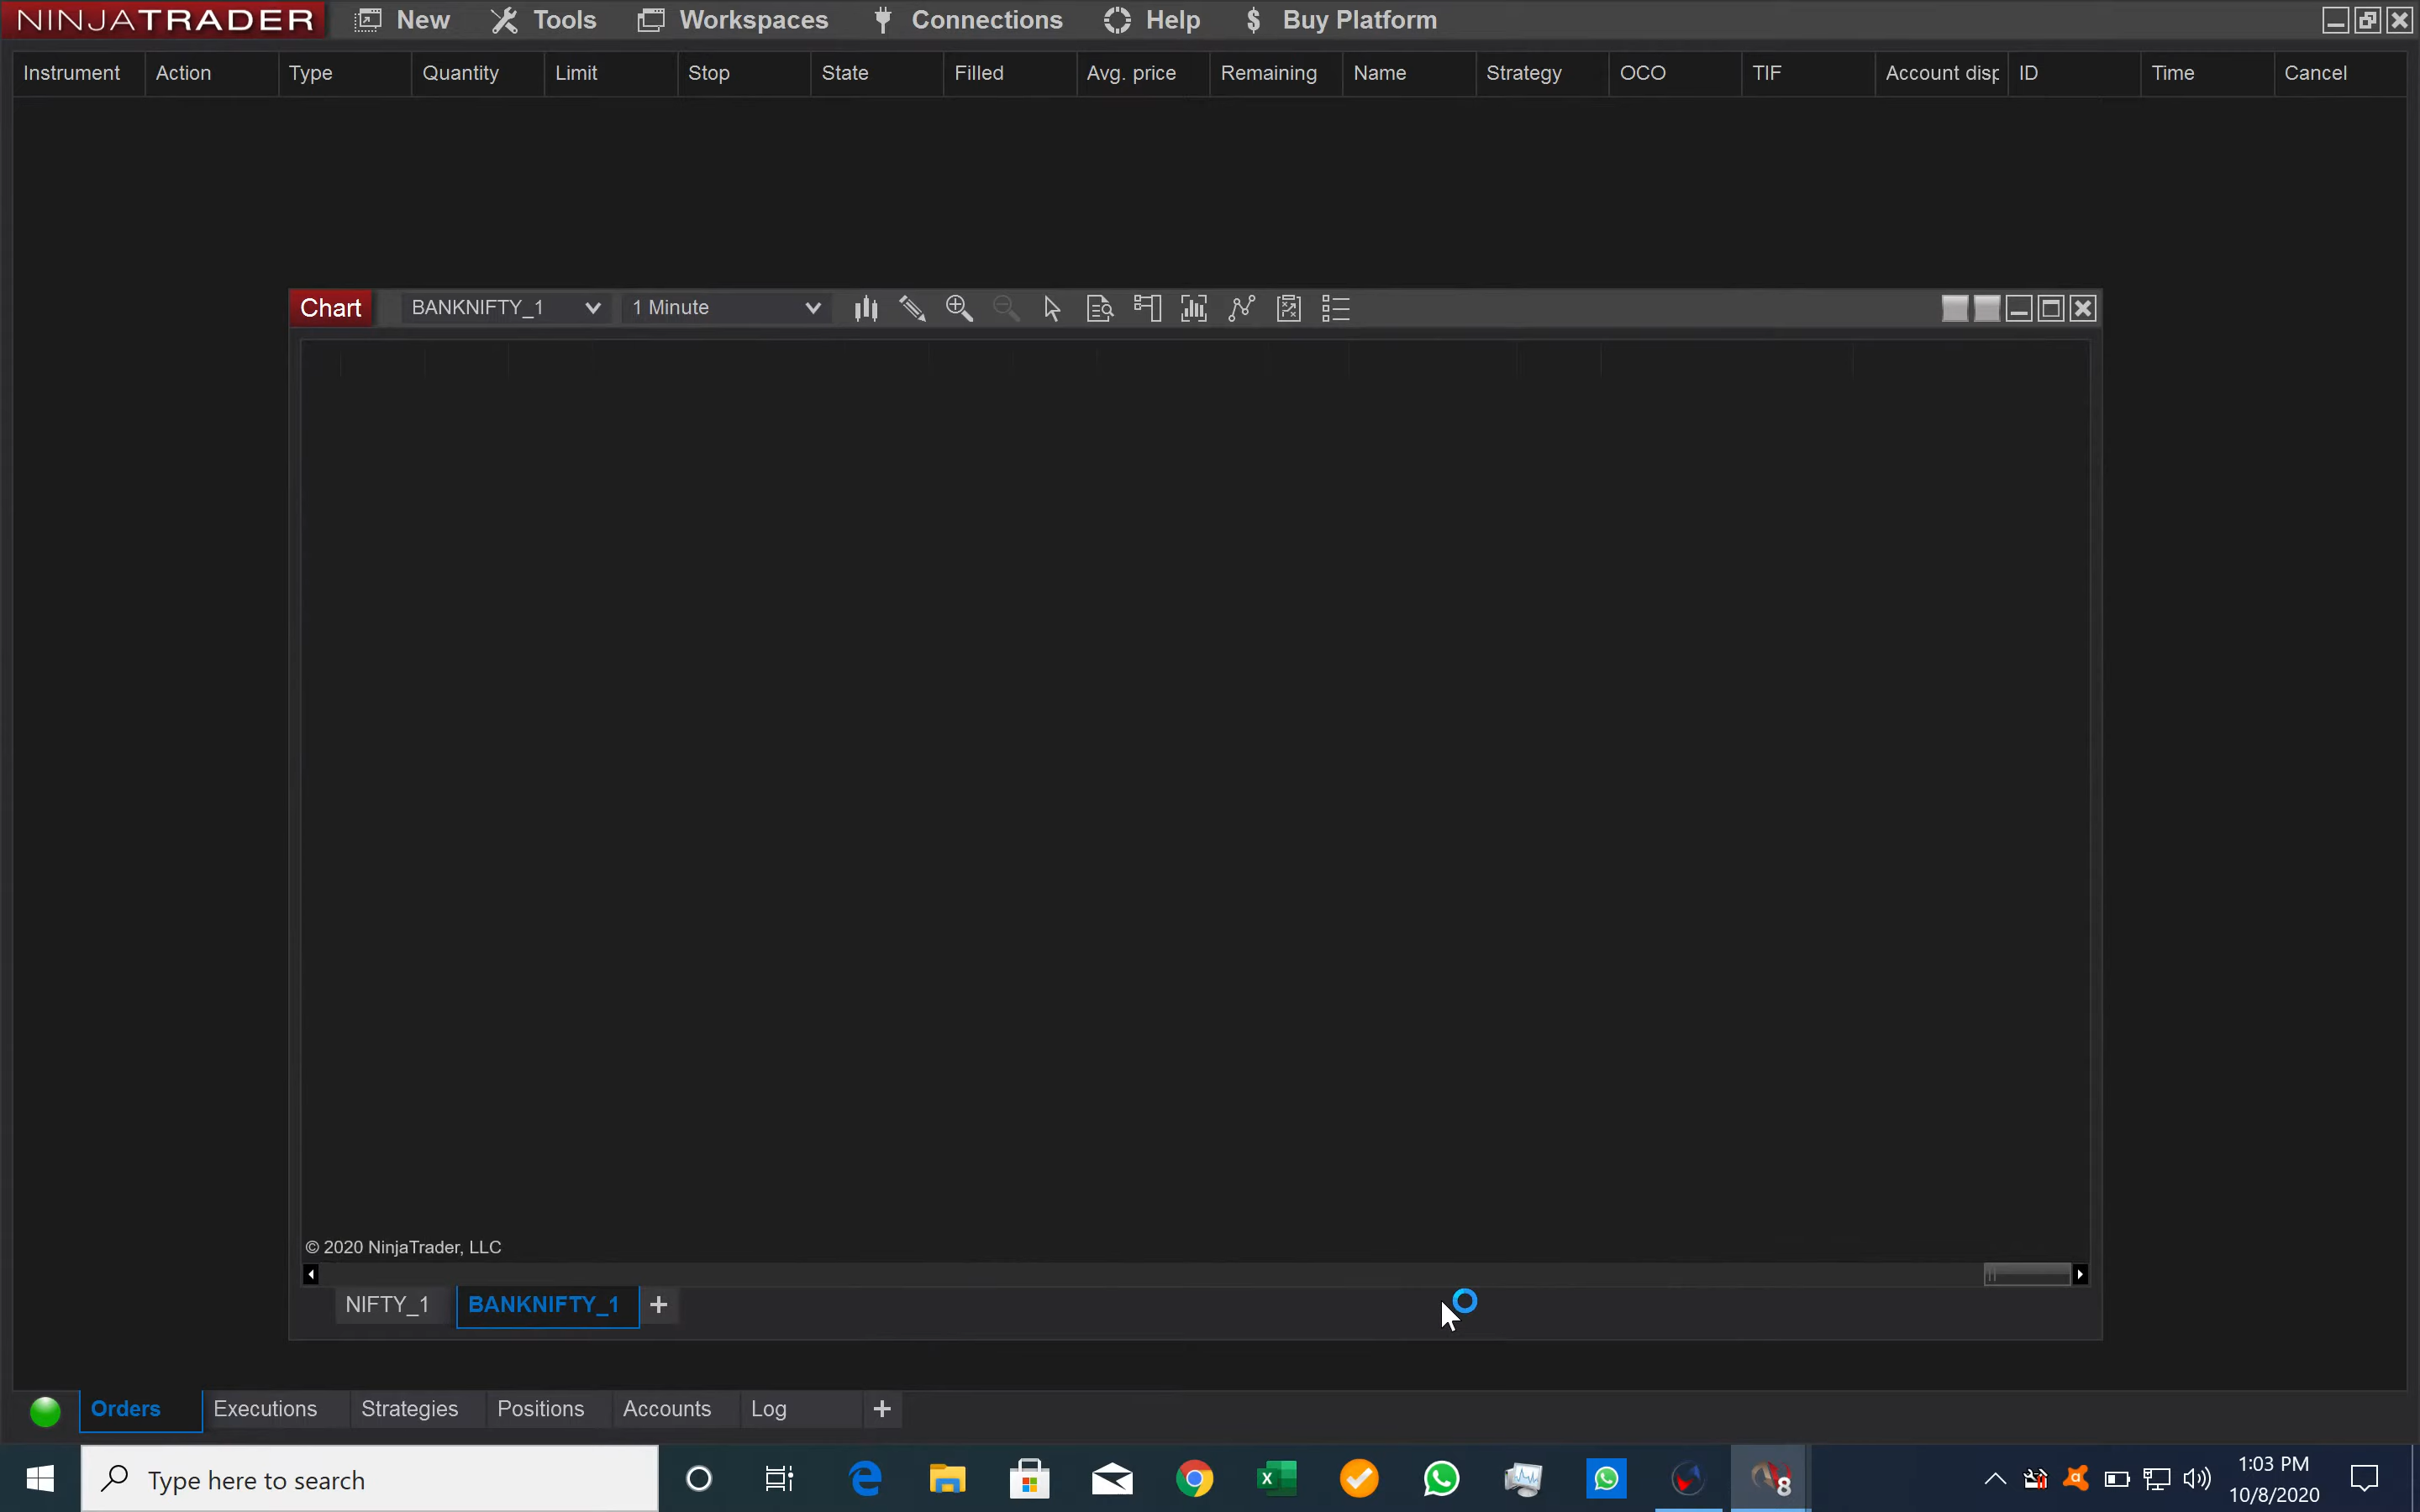 NINJATRADER New Tools Workspaces Connections Help $ Buy Platform
Instrument Action Type Quantity Limit Stop State Filled Avg. price Remaining Name Strategy OCO TIF Account disp ID Time Cancel
Chart BANKNIFTY_1 1 Minute
© 2020 NinjaTrader, LLC
NIFTY_1 BANKNIFTY_1 +
Orders Executions Strategies Positions Accounts Log +
Type here to search
8
1:03 PM
10/8/2020